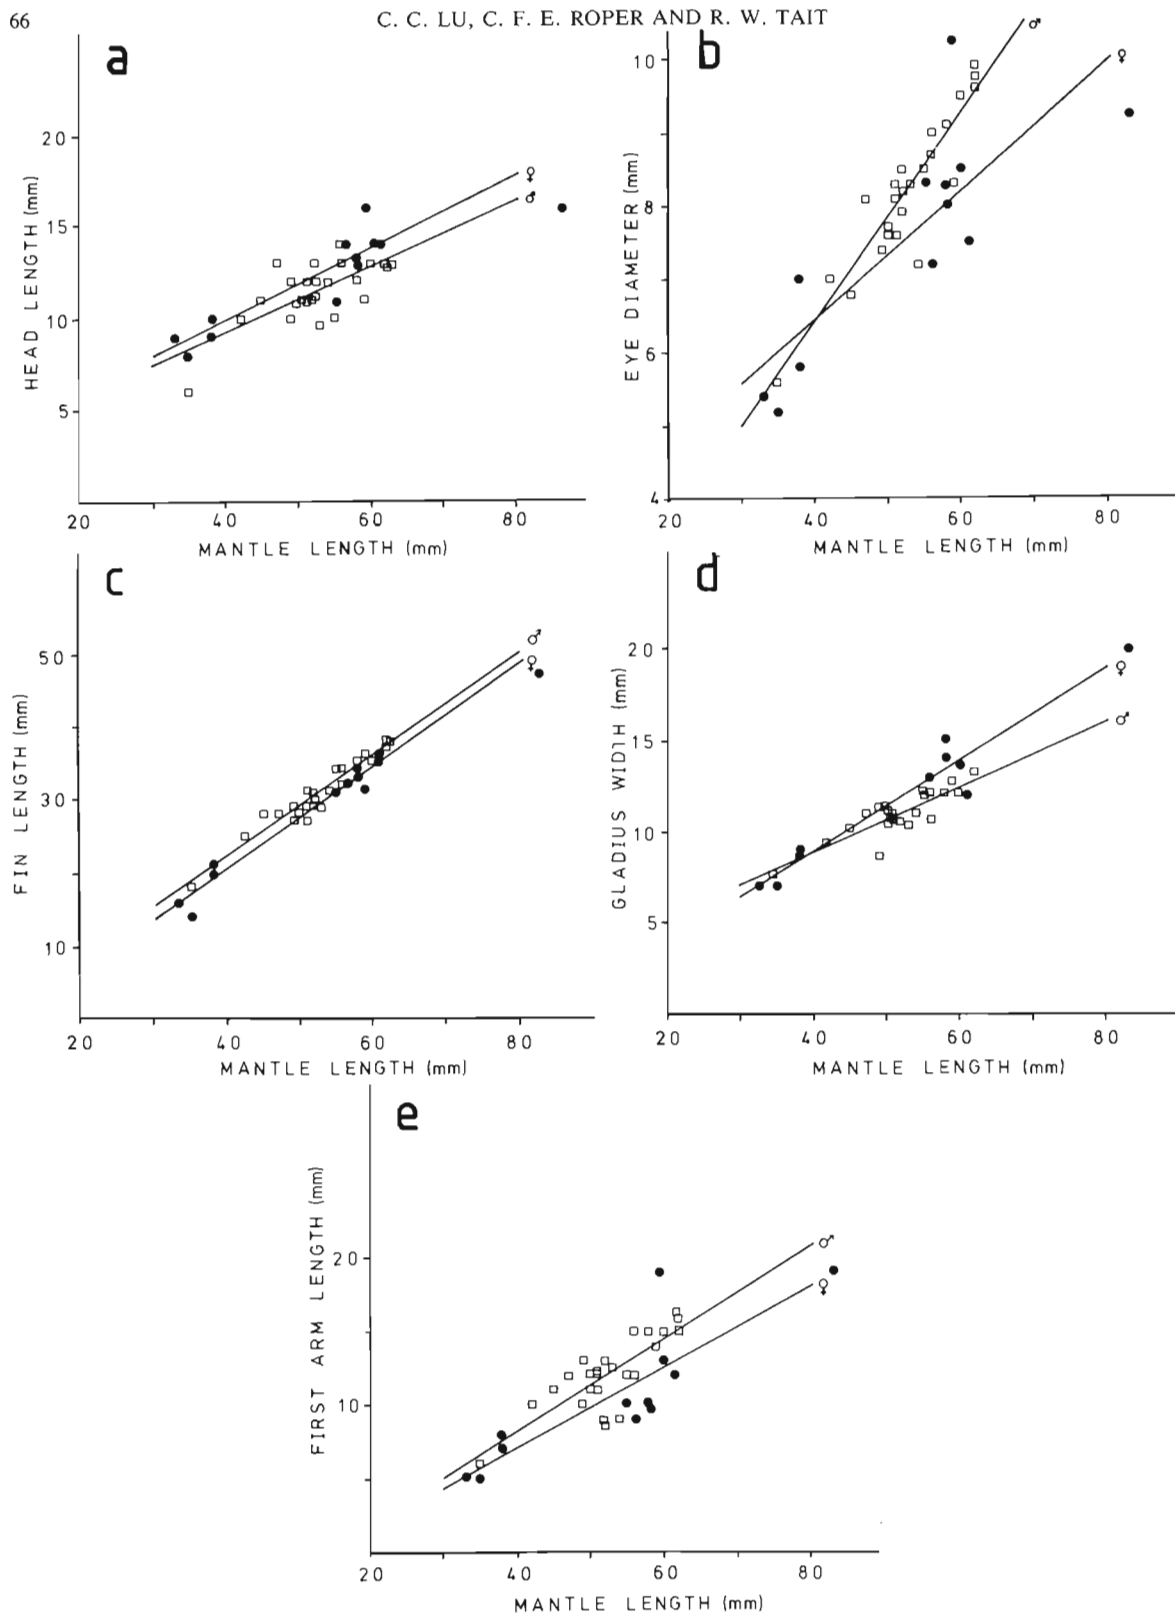 66
C. C. LU, C. F. E. ROPER AND R. W. TAIT
a
20
15
10
5
HEAD LENGTH (mm)
♀
♂
20 40 60 80
MANTLE LENGTH (mm)
b
10
8
6
4
EYE DIAMETER (mm)
♂
♀
20 40 60 80
MANTLE LENGTH (mm)
c
50
30
10
FIN LENGTH (mm)
♂
♀
20 40 60 80
MANTLE LENGTH (mm)
d
20
15
10
5
GLADIUS WIDTH (mm)
♀
♂
20 40 60 80
MANTLE LENGTH (mm)
e
20
10
FIRST ARM LENGTH (mm)
♂
♀
20 40 60 80
MANTLE LENGTH (mm)